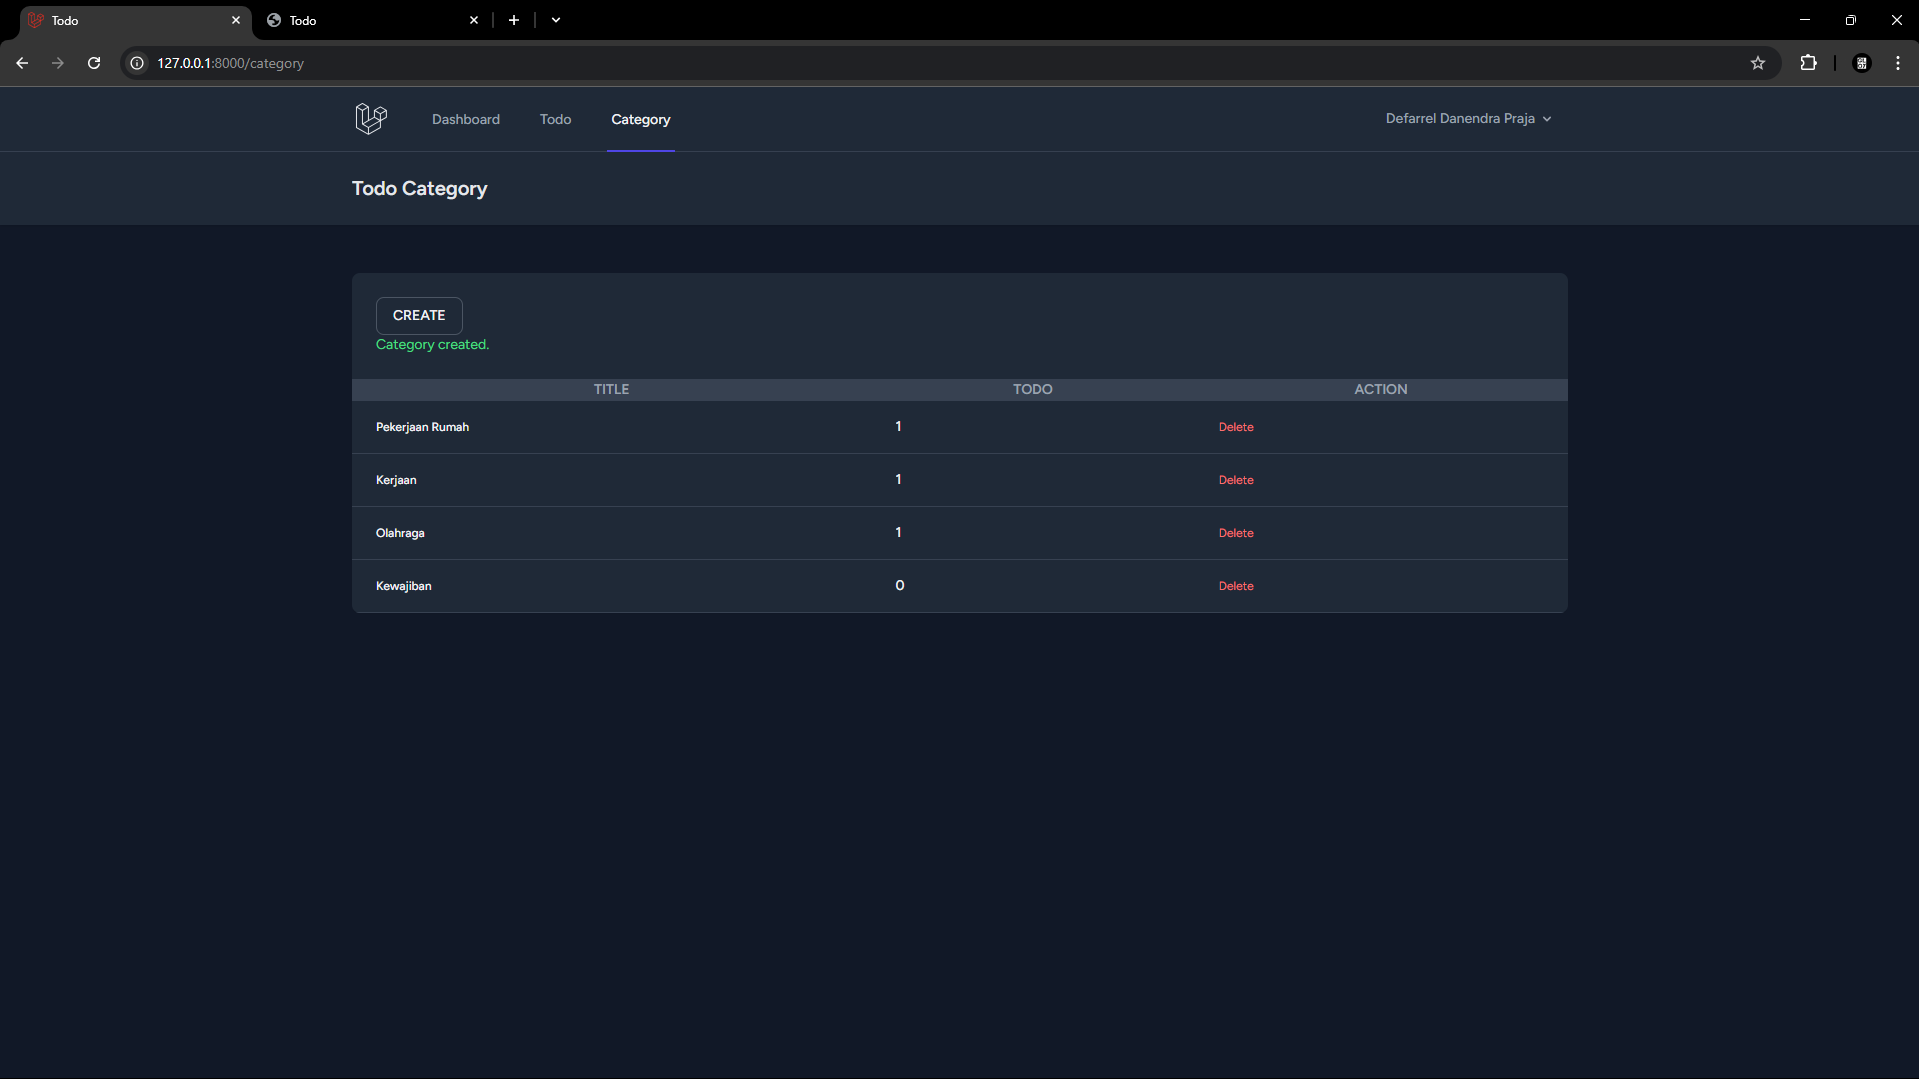 Todo
Todo
127.0.0.1:8000/category
Dashboard Todo Category Defarrel Danendra Praja
Todo Category
CREATE
Category created.
TITLE TODO ACTION
Pekerjaan Rumah 1 Delete
Kerjaan 1 Delete
Olahraga 1 Delete
Kewajiban 0 Delete